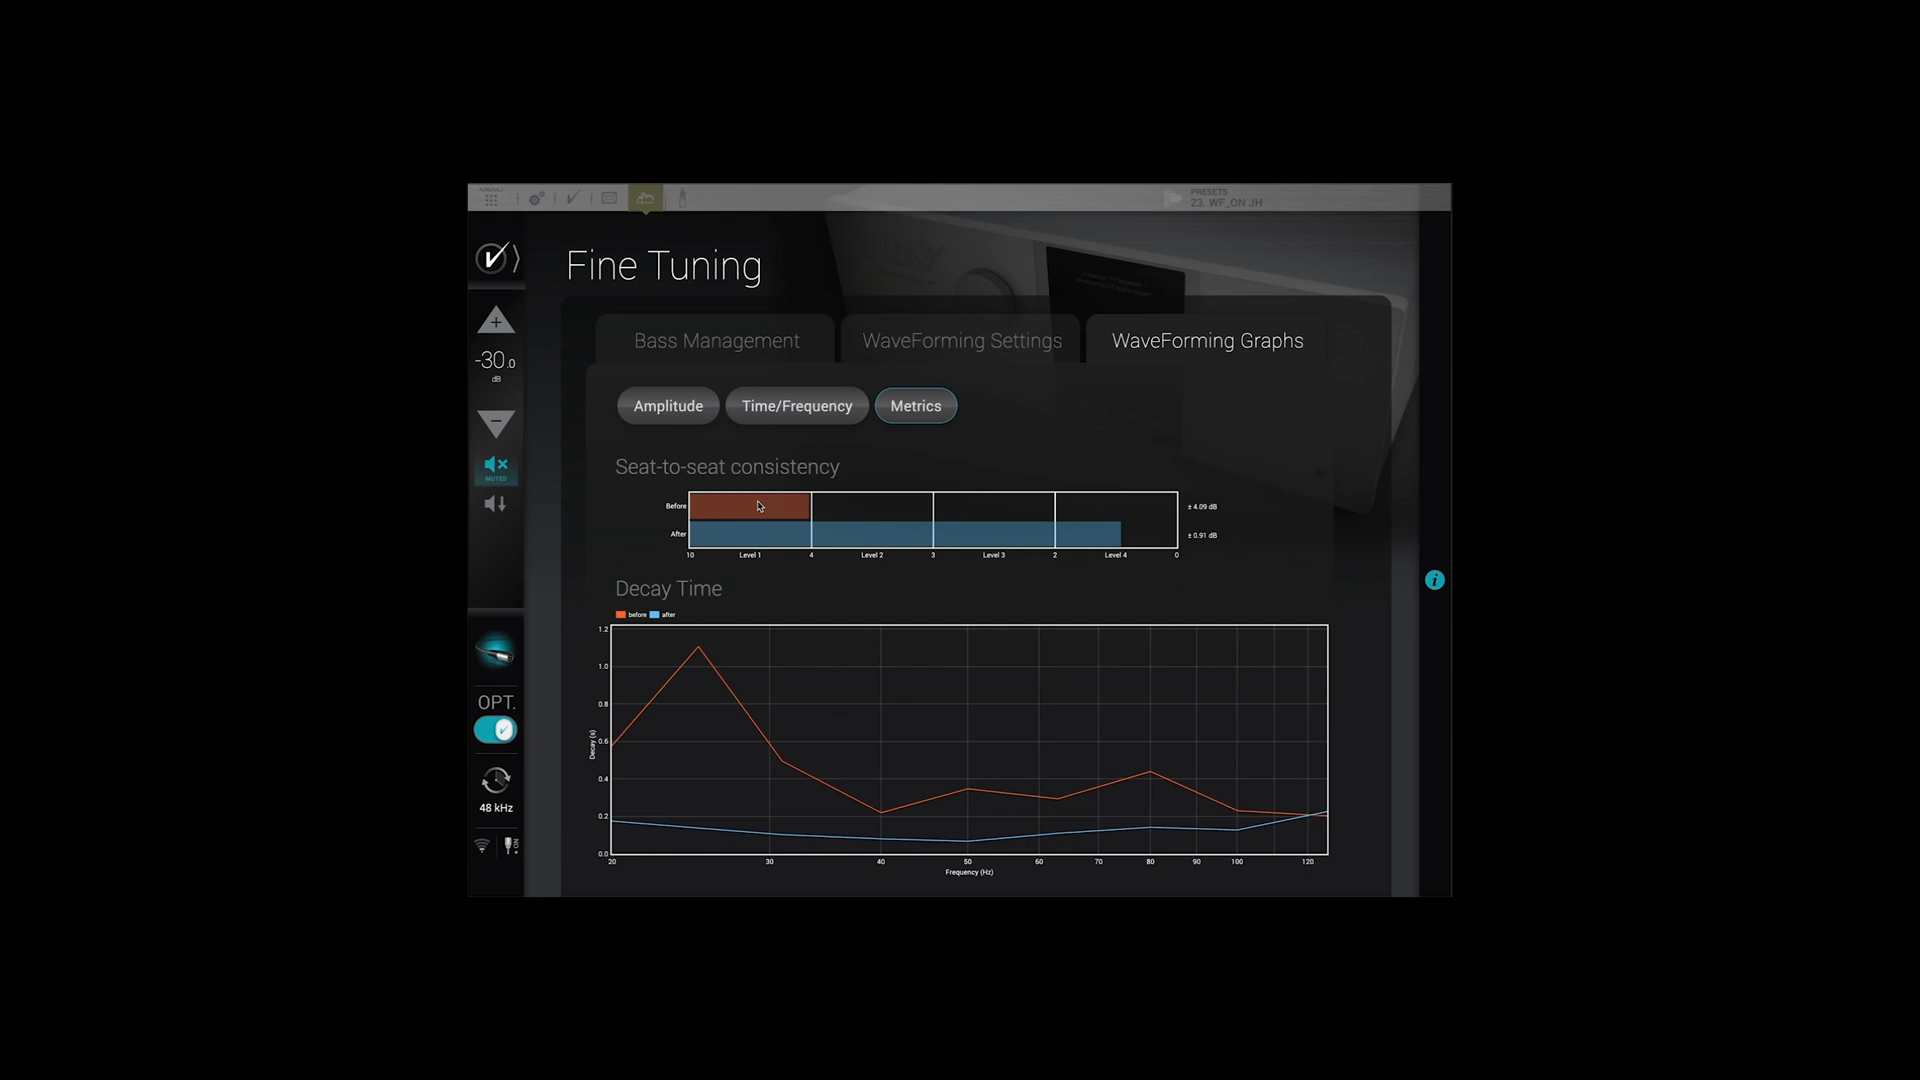 MENU
PRESETS
23. WF_ON JH
Fine Tuning
Bass Management
WaveForming Settings
WaveForming Graphs
-30.0
dB
MUTED
Amplitude
Time/Frequency
Metrics
Seat-to-seat consistency
Before
± 4.09 dB
After
± 0.91 dB
10 Level 1 4 Level 2 3 Level 3 2 Level 4 0
i
Decay Time
before after
1.2
1.0
0.8
0.6
0.4
0.2
0.0
Decay (s)
20 30 40 50 60 70 80 90 100 120
Frequency (Hz)
OPT.
48 kHz
ON